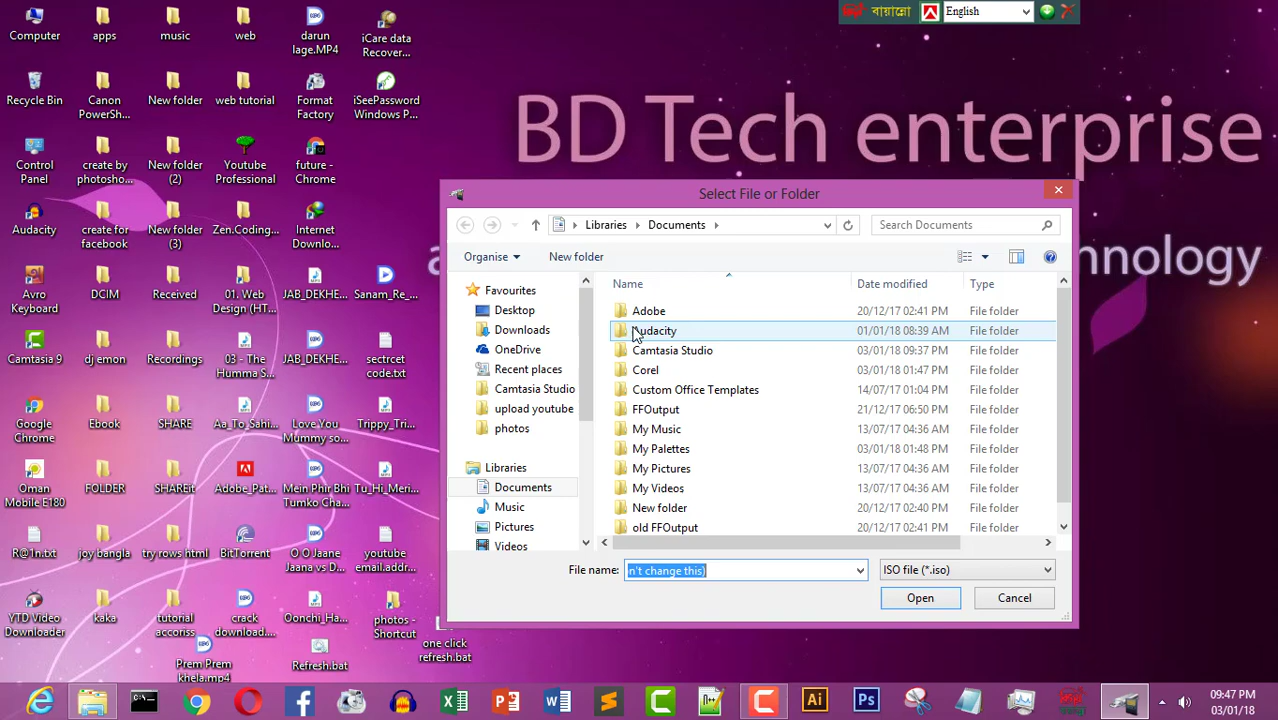 বায়ান্নো
English
Computer
apps
music
web
darun
lage.MP4
iCare data
Recover...
Recycle Bin
Canon
PowerSh...
New folder
web tutorial
Format
Factory
iSeePassword
Windows P...
BD Tech enterprise
Control
Panel
create by
photosho...
New folder
(2)
Youtube
Professional
future -
Chrome
Audacity
create for
facebook
New folder
(3)
Zen.Coding...
Internet
Downlo...
Avro
Keyboard
DCIM
Received
01. Web
Design (HT...
JAB_DEKHE...
Sanam_Re_...
Camtasia 9
dj emon
Recordings
03 - The
Humma S...
JAB_DEKHE...
sectrcet
code.txt
Google
Chrome
Ebook
SHARE
Aa_To_Sahi...
Love You
Mummy so...
Trippy_Tri...
Oman
Mobile E180
FOLDER
SHAREit
Adobe_Pat...
Mein Phir Bhi
Tumko Cha...
Tu_Hi_Meri...
R@1n.txt
joy bangla
try rows html
BitTorrent
O O Jaane
Jaana vs D...
youtube
email.addr...
YTD Video
Downloader
kaka
tutorial
accoriss
crack
download....
Oonchi_Ha...
photos -
Shortcut
Prem Prem
khela.mp4
Refresh.bat
one click
refresh.bat
nology
Select File or Folder
Libraries
Documents
Search Documents
Organise
New folder
Favourites
Desktop
Downloads
OneDrive
Recent places
Camtasia Studio
upload youtube
photos
Libraries
Documents
Music
Pictures
Videos
Name
Date modified
Type
Adobe 20/12/17 02:41 PM File folder
Audacity 01/01/18 08:39 AM File folder
Camtasia Studio 03/01/18 09:37 PM File folder
Corel 03/01/18 01:47 PM File folder
Custom Office Templates 14/07/17 01:04 PM File folder
FFOutput 21/12/17 06:50 PM File folder
My Music 13/07/17 04:36 AM File folder
My Palettes 03/01/18 01:48 PM File folder
My Pictures 13/07/17 04:36 AM File folder
My Videos 13/07/17 04:36 AM File folder
New folder 20/12/17 02:40 PM File folder
old FFOutput 20/12/17 02:41 PM File folder
File name:
n't change this)
ISO file (*.iso)
Open
Cancel
Ai
Ps
09:47 PM
03/01/18